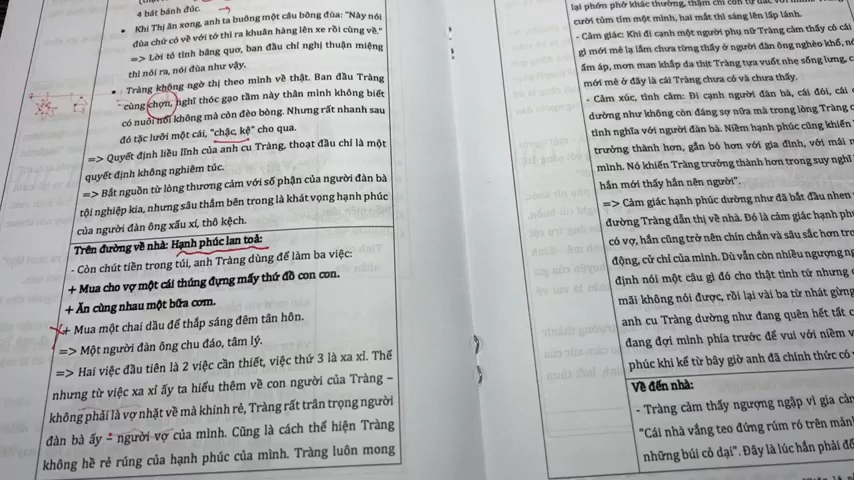 4 bát bánh đúc.
• Khi Thị ăn xong, anh ta buông một câu bông đùa: "Này nói
đùa chứ có về với tớ thì ra khuân hàng lên xe rồi cùng về."
=> Lời tỏ tình bâng quơ, ban đầu chỉ nghị thuận miệng
thì nói ra, nói đùa như vậy.
• Tràng không ngờ thị theo mình về thật. Ban đầu Tràng
cũng chợn, nghĩ thóc gạo tầm này thân mình không biết
có nuôi nổi không mà còn đèo bòng. Nhưng rất nhanh sau
đó tặc lưỡi một cái, "chậc, kệ" cho qua.
=> Quyết định liều lĩnh của anh cu Tràng, thoạt đầu chỉ là một
quyết định không nghiêm túc.
=> Bắt nguồn từ lòng thương cảm với số phận của người đàn bà
tội nghiệp kia, nhưng sâu thẳm bên trong là khát vọng hạnh phúc
của người đàn ông xấu xí, thô kệch.
Trên đường về nhà: Hạnh phúc lan toả:
- Còn chút tiền trong túi, anh Tràng dùng để làm ba việc:
+ Mua cho vợ một cái thúng đựng mấy thứ đồ con con.
+ Ăn cùng nhau một bữa cơm.
+ Mua một chai dầu để thắp sáng đêm tân hôn.
=> Một người đàn ông chu đáo, tâm lý.
=> Hai việc đầu tiên là 2 việc cần thiết, việc thứ 3 là xa xỉ. Thế
nhưng từ việc xa xỉ ấy ta hiểu thêm về con người của Tràng –
không phải là vợ nhặt về mà khinh rẻ, Tràng rất trân trọng người
đàn bà ấy – người vợ của mình. Cũng là cách thể hiện Tràng
không hề rẻ rúng của hạnh phúc của mình. Tràng luôn mong
lại phớn phở khác thường, thậm chí còn tự đắc với
cười tủm tỉm một mình, hai mắt thì sáng lên lấp lánh.
- Cảm giác: Khi đi cạnh một người phụ nữ Tràng cảm thấy có cái
gì mới mẻ lạ lắm chưa từng thấy ở người đàn ông nghèo khổ, nó
ấm áp, mơn man khắp da thịt Tràng tựa vuốt nhẹ sống lưng,
mới mẻ ở đây là cái Tràng chưa có và chưa thấy.
- Cảm xúc, tình cảm: Đi cạnh người đàn bà, cái đói, cái
dường như không còn đáng sợ nữa mà trong lòng Tràng
tình nghĩa với người đàn bà. Niềm hạnh phúc cũng khiến
trưởng thành hơn, gắn bó hơn với gia đình, với mái
mình. Nó khiến Tràng trưởng thành hơn trong suy nghĩ
hắn mới thấy hắn nên người".
=> Cảm giác hạnh phúc dường như đã bắt đầu nhen
đường Tràng dẫn thị về nhà. Đó là cảm giác hạnh
có vợ, hắn cũng trở nên chín chắn và sâu sắc hơn
động, cử chỉ của mình. Dù vẫn còn nhiều ngượng
định nói một câu gì đó cho thật tình tứ nhưng
mãi không nói được, rồi lại vài ba từ nhát gừng
anh cu Tràng dường như đang quên hết tất
đang đợi mình phía trước để vui với niềm
phúc khi kể từ bây giờ anh đã chính thức có
Về đến nhà:
- Tràng cảm thấy ngượng ngập vì gia
"Cái nhà vắng teo đứng rúm ró trên
những búi cỏ dại". Đây là lúc hắn phải